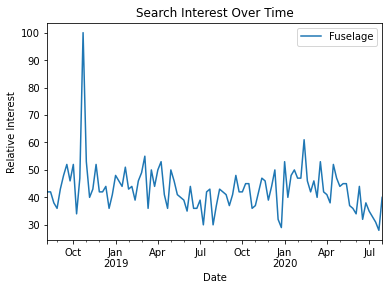 Search Interest Over Time
Fuselage
Relative Interest
100
90
80
70
60
50
40
30
Oct
Jan
2019
Apr
Jul
Oct
Jan
2020
Apr
Jul
Date